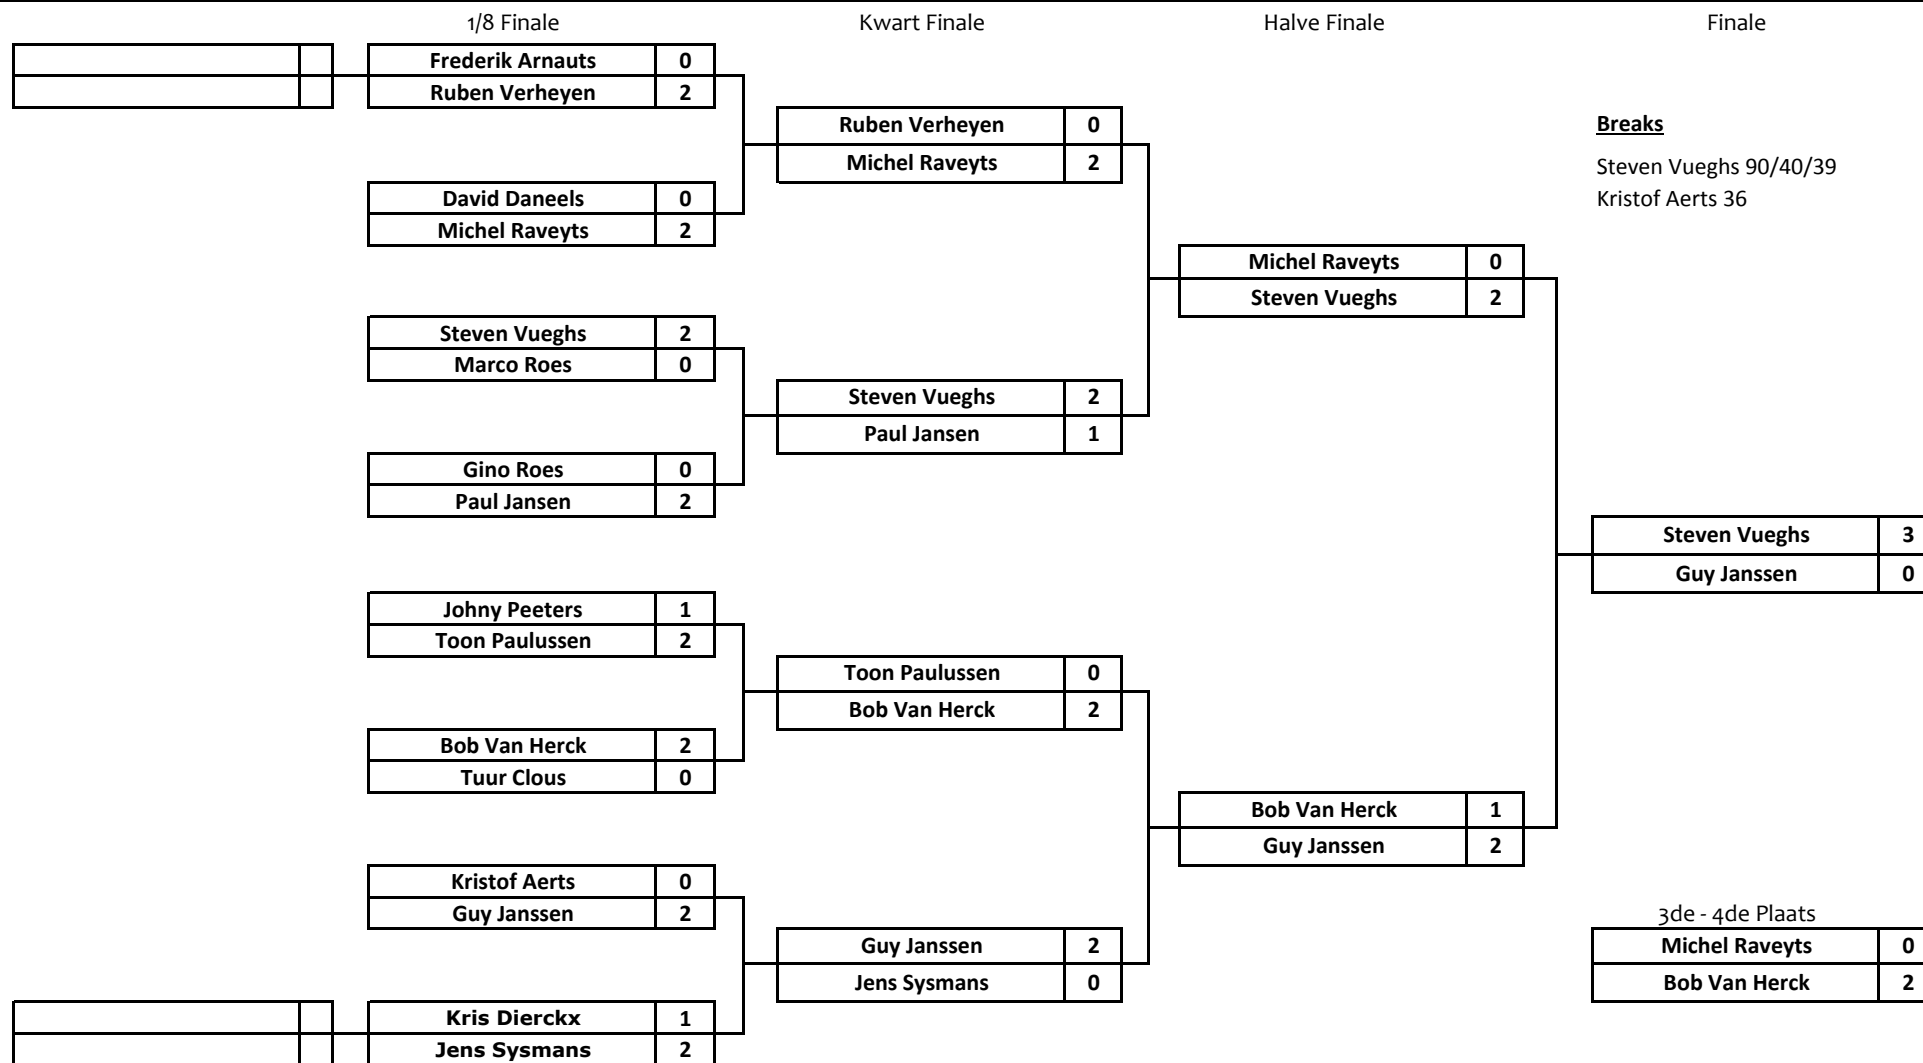 1/8 Finale Kwart Finale Halve Finale Finale
Frederik Arnauts 0
Ruben Verheyen 2
David Daneels 0
Michel Raveyts 2
Steven Vueghs 2
Marco Roes 0
Gino Roes 0
Paul Jansen 2
Johny Peeters 1
Toon Paulussen 2
Bob Van Herck 2
Tuur Clous 0
Kristof Aerts 0
Guy Janssen 2
Kris Dierckx 1
Jens Sysmans 2
Ruben Verheyen 0
Michel Raveyts 2
Steven Vueghs 2
Paul Jansen 1
Toon Paulussen 0
Bob Van Herck 2
Guy Janssen 2
Jens Sysmans 0
Michel Raveyts 0
Steven Vueghs 2
Bob Van Herck 1
Guy Janssen 2
Breaks
Steven Vueghs 90/40/39
Kristof Aerts 36
Steven Vueghs 3
Guy Janssen 0
3de - 4de Plaats
Michel Raveyts 0
Bob Van Herck 2